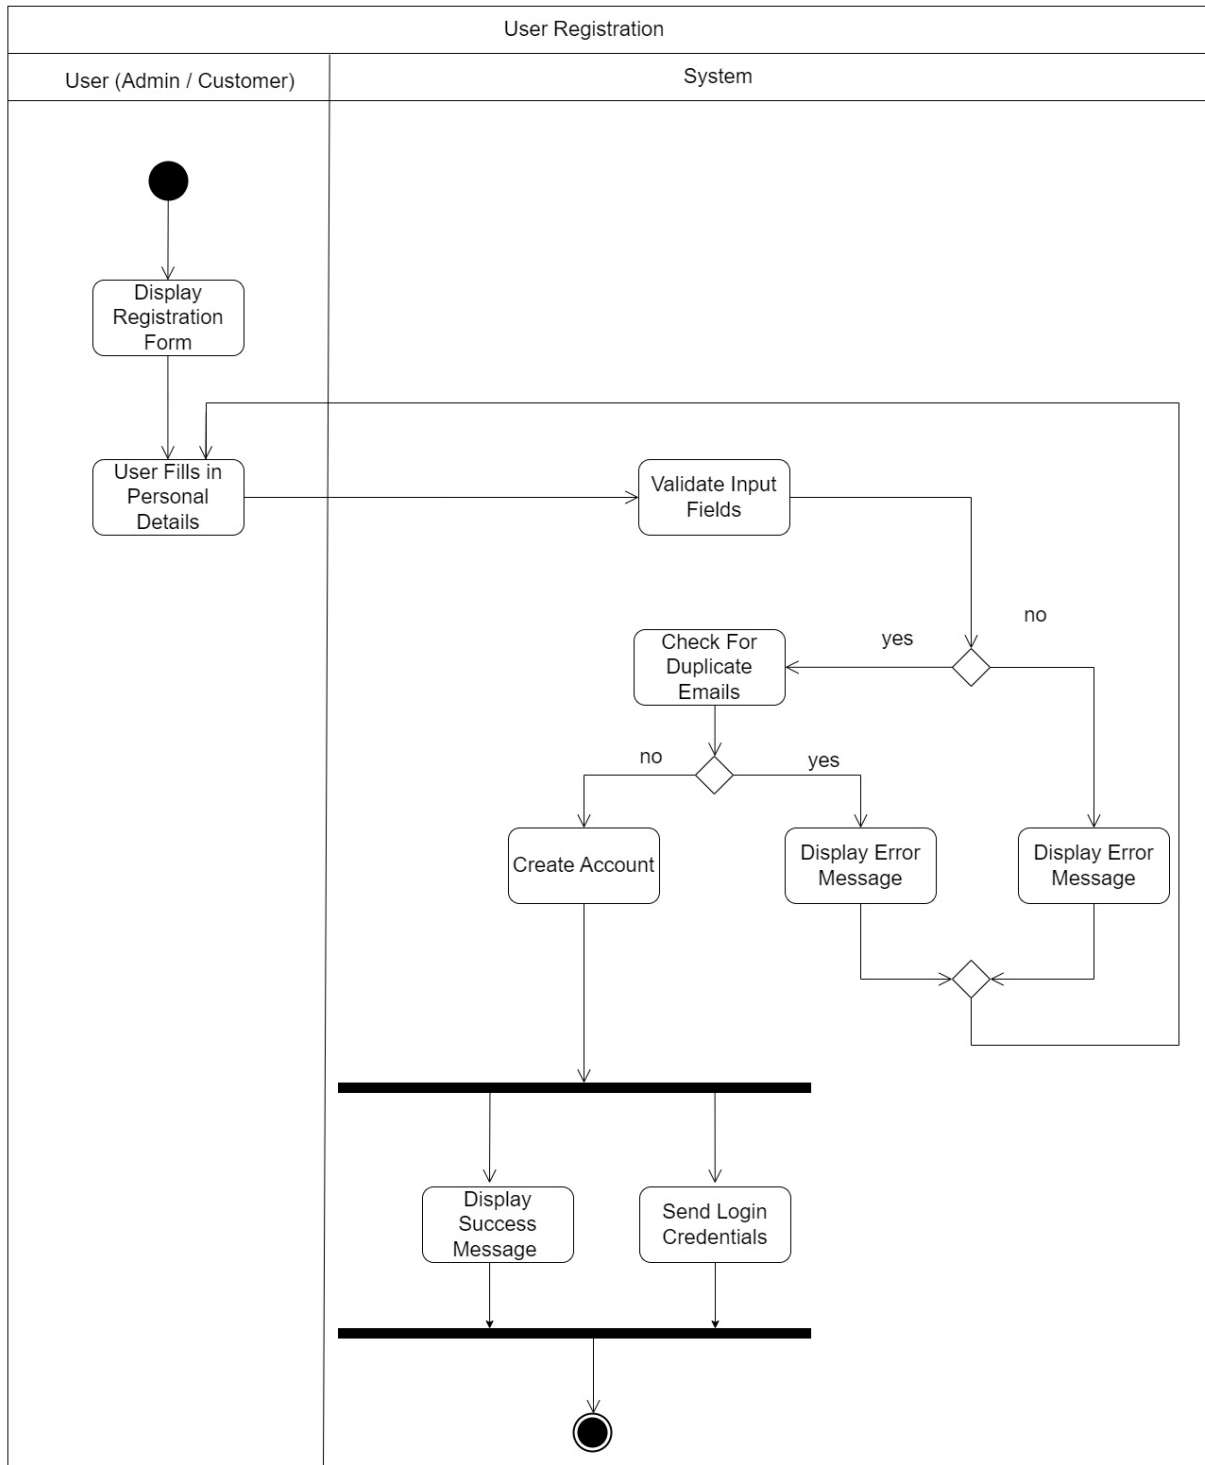 User Registration
User (Admin / Customer)
System
Display
Registration
Form
User Fills in
Personal
Details
Validate Input
Fields
no
yes
Check For
Duplicate
Emails
no
yes
Create Account
Display Error
Message
Display Error
Message
Display
Success
Message
Send Login
Credentials